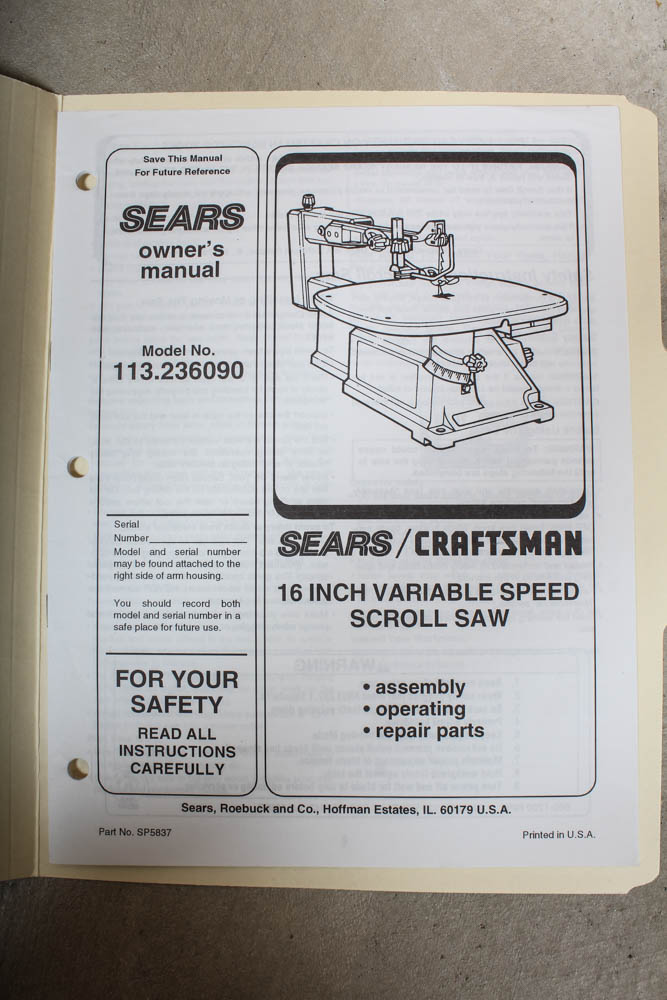 Save This Manual
For Future Reference
SEARS
owner's
manual
Model No.
113.236090
Serial
Number
Model and serial number
may be found attached to the
right side of arm housing.
You should record both
model and serial number in a
safe place for future use.
FOR YOUR
SAFETY
READ ALL
INSTRUCTIONS
CAREFULLY
SEARS / CRAFTSMAN
16 INCH VARIABLE SPEED
SCROLL SAW
• assembly
• operating
• repair parts
Sears, Roebuck and Co., Hoffman Estates, IL. 60179 U.S.A.
Part No. SP5837
Printed in U.S.A.